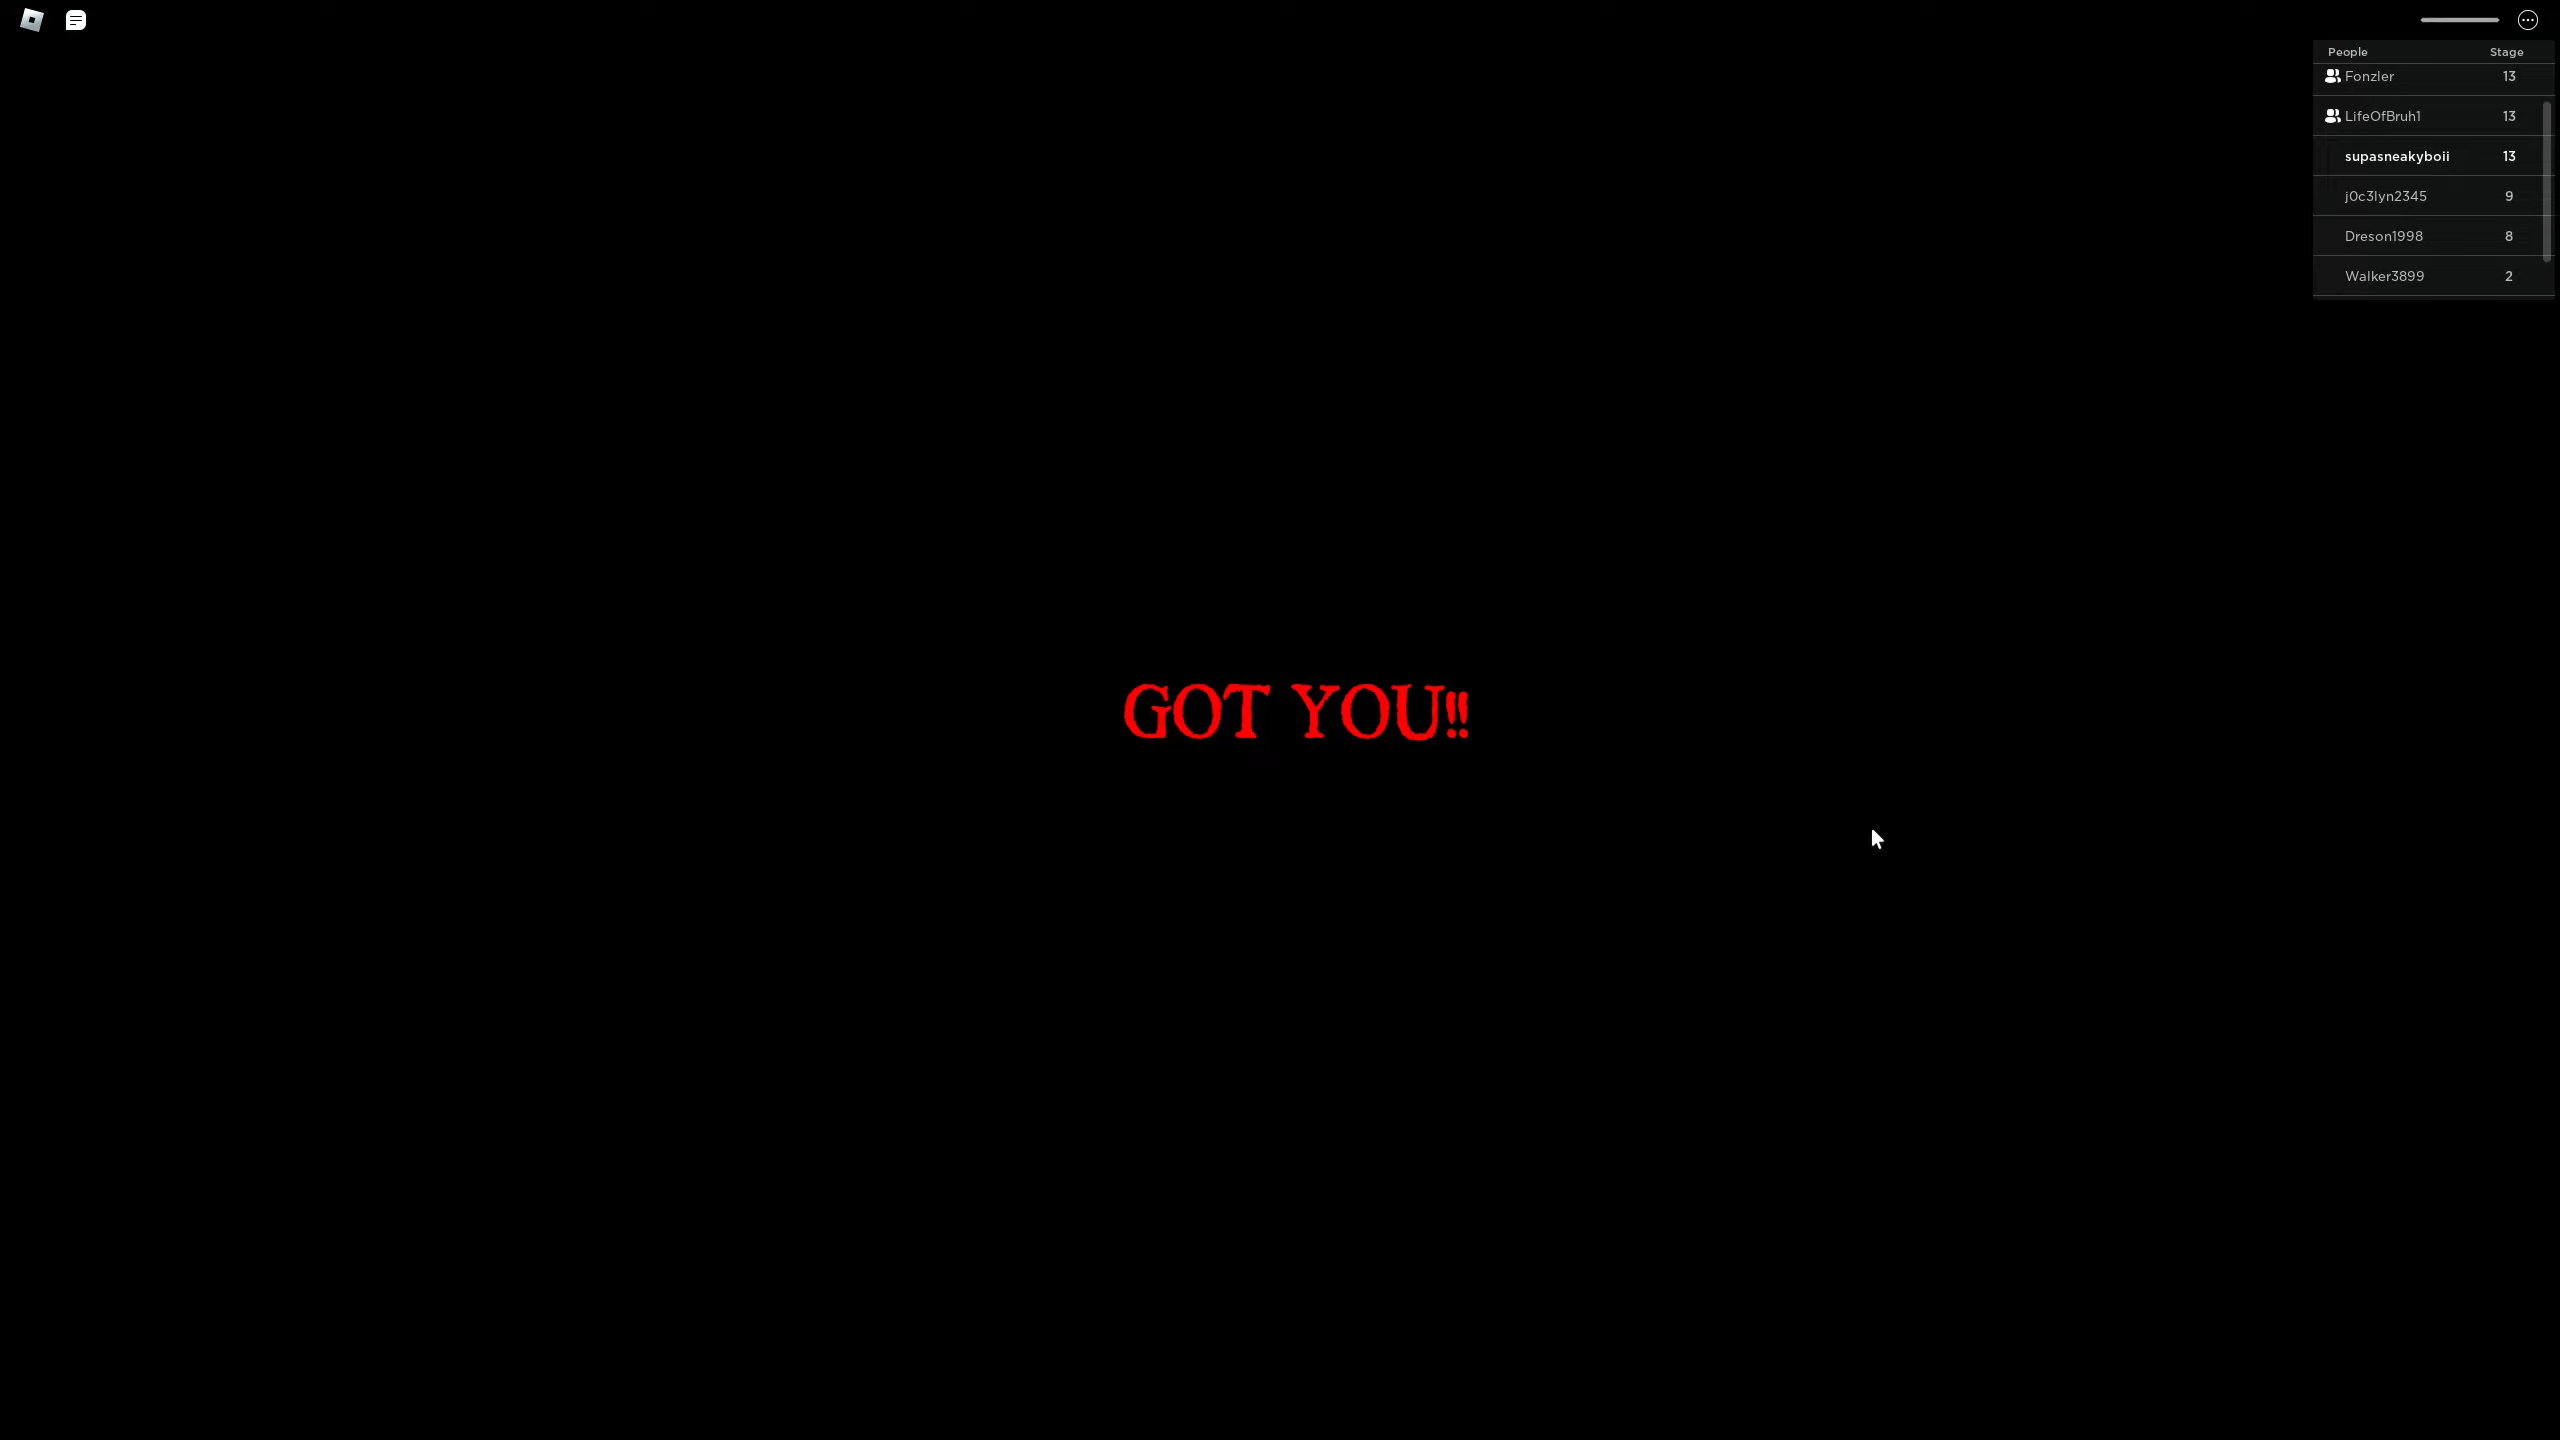 People Stage
Fonzler 13
LifeOfBruh1 13
supasneakyboii 13
j0c3lyn2345 9
Dreson1998 8
Walker3899 2
GOT YOU!!